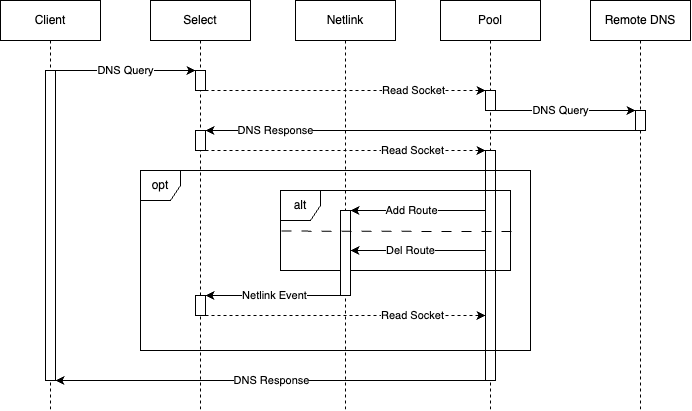 Client
Select
Netlink
Pool
Remote DNS
DNS Query
Read Socket
DNS Query
DNS Response
Read Socket
opt
alt
Add Route
Del Route
Netlink Event
Read Socket
DNS Response